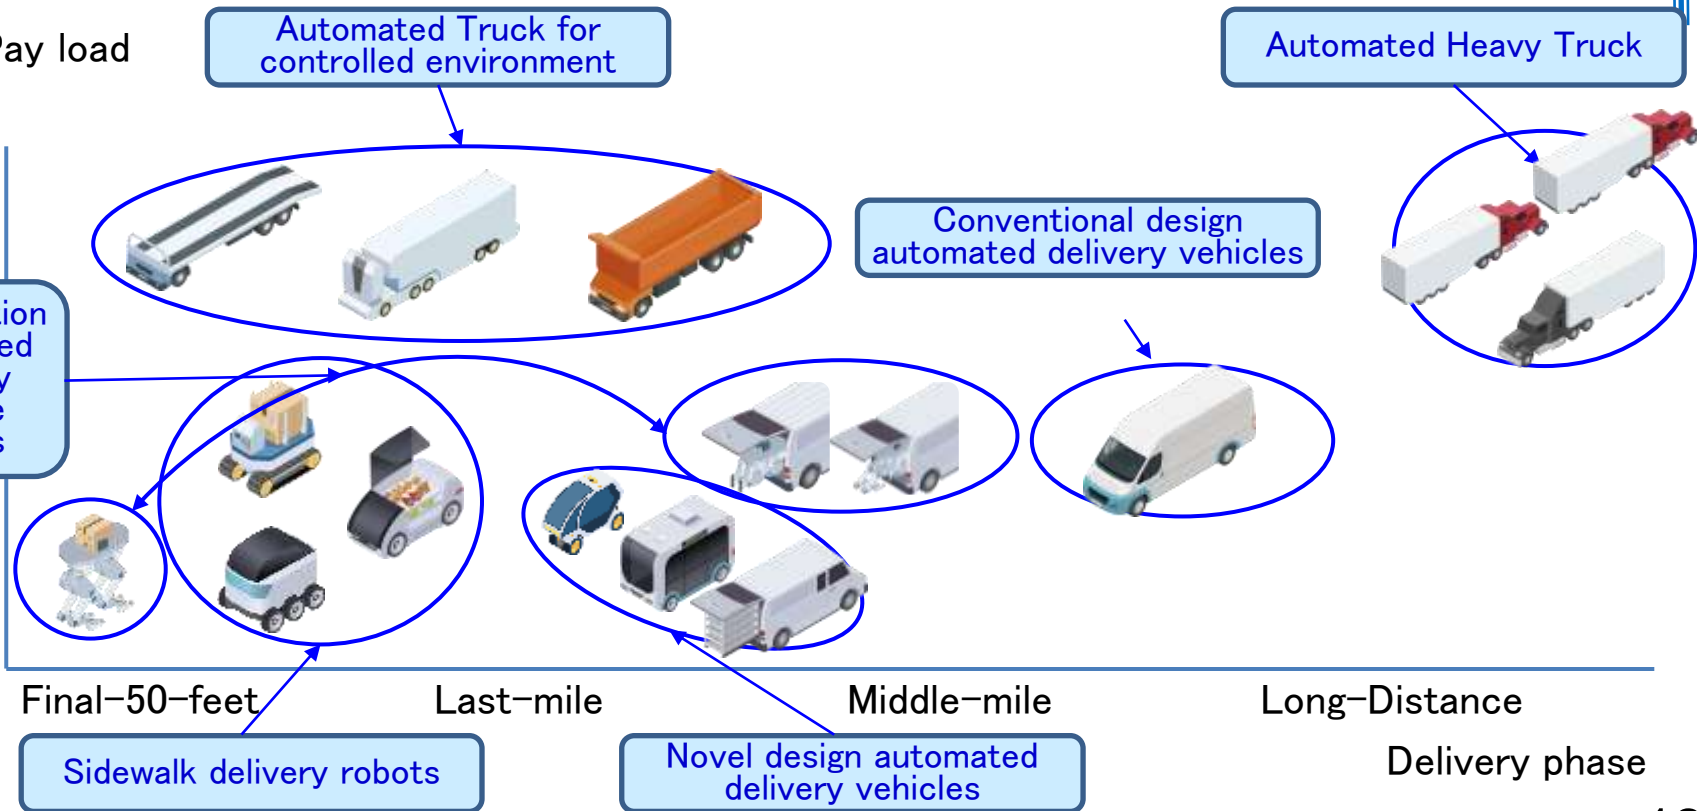 Pay load
Automated Truck for
controlled environment
Automated Heavy Truck
Conventional design
automated delivery vehicles
Final-50-feet
Last-mile
Middle-mile
Long-Distance
Sidewalk delivery robots
Novel design automated
delivery vehicles
Delivery phase